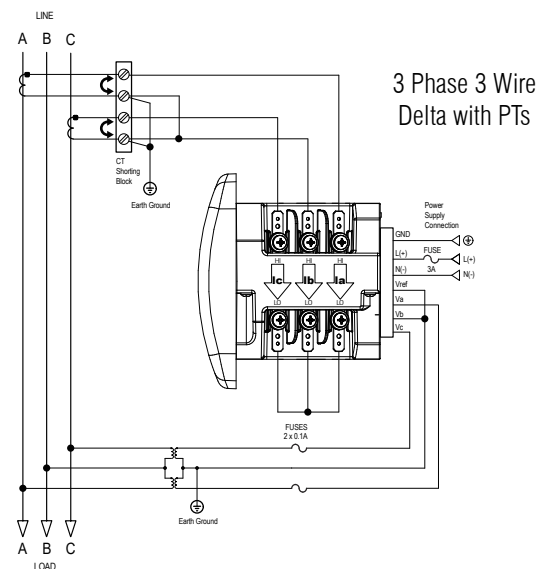 LINE
A B C
3 Phase 3 Wire
Delta with PTs
CT
Shorting
Block
Earth Ground
Power
Supply
Connection
GND
L(+)
FUSE
L(+)
N(-)
3A
N(-)
Vref
Va
Vb
Vc
HI HI HI
Ic Ib Ia
LO LO LO
FUSES
2 x 0.1A
Earth Ground
A B C
LOAD